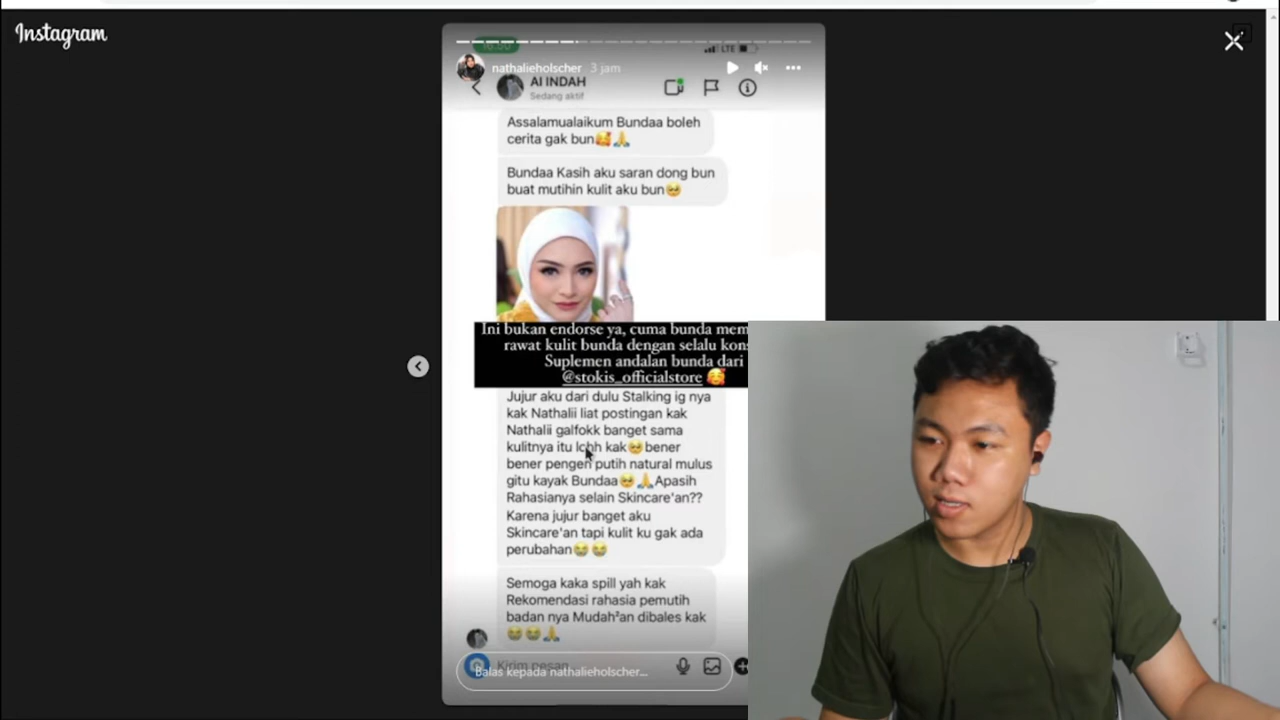 Instagram
LTE
nathalieholscher 3 jam
AI INDAH
Sedang aktif
Assalamualaikum Bundaa boleh
cerita gak bun🥰🙏
Bundaa Kasih aku saran dong bun
buat mutihin kulit aku bun🥹
Ini bukan endorse ya, cuma bunda mem
rawat kulit bunda dengan selalu kons
Suplemen andalan bunda dari
@stokis_officialstore 🥰
Jujur aku dari dulu Stalking ig nya
kak Nathalii liat postingan kak
Nathalii galfokk banget sama
kulitnya itu lohh kak🥹bener
bener pengen putih natural mulus
gitu kayak Bundaa🥹🙏Apasih
Rahasianya selain Skincare'an??
Karena jujur banget aku
Skincare'an tapi kulit ku gak ada
perubahan😭😭
Semoga kaka spill yah kak
Rekomendasi rahasia pemutih
badan nya Mudah²an dibales kak
😭😭🙏
Kirim pesan
Balas kepada nathalieholscher...